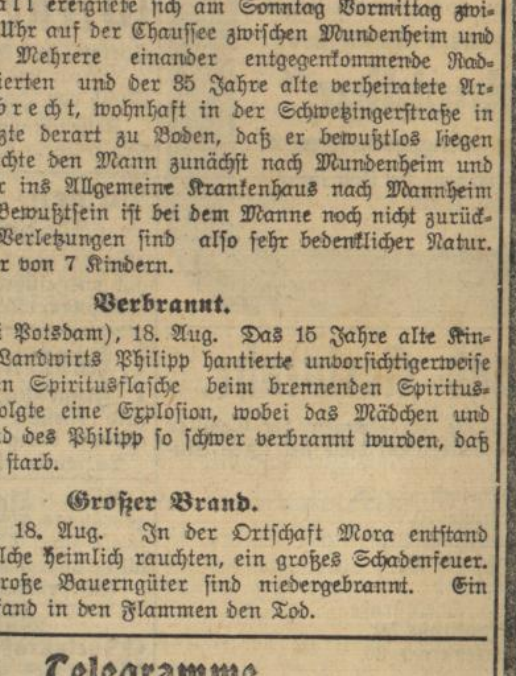 all ereignete sich am Sonntag Vormittag zwi-
Uhr auf der Chaussee zwischen Mundenheim und
Mehrere einander entgegenkommende Rad-
ierten und der 35 Jahre alte verheiratete Ar-
brecht, wohnhaft in der Schwetzingerstraße in
zte derart zu Boden, daß er bewußtlos liegen
chte den Mann zunächst nach Mundenheim und
r ins Allgemeine Krankenhaus nach Mannheim
Bewußtsein ist bei dem Manne noch nicht zurück-
Verletzungen sind also sehr bedenklicher Natur.
r von 7 Kindern.
Verbrannt.
i Potsdam), 18. Aug. Das 15 Jahre alte Kin-
Landwirts Philipp hantierte unvorsichtigerweise
en Spiritusflasche beim brennenden Spiritus-
olgte eine Explosion, wobei das Mädchen und
d des Philipp so schwer verbrannt wurden, daß
starb.
Großer Brand.
18. Aug. In der Ortschaft Mora entstand
lche heimlich rauchten, ein großes Schadenfeuer.
roße Bauerngüter sind niedergebrannt. Ein
fand in den Flammen den Tod.
Telegramme